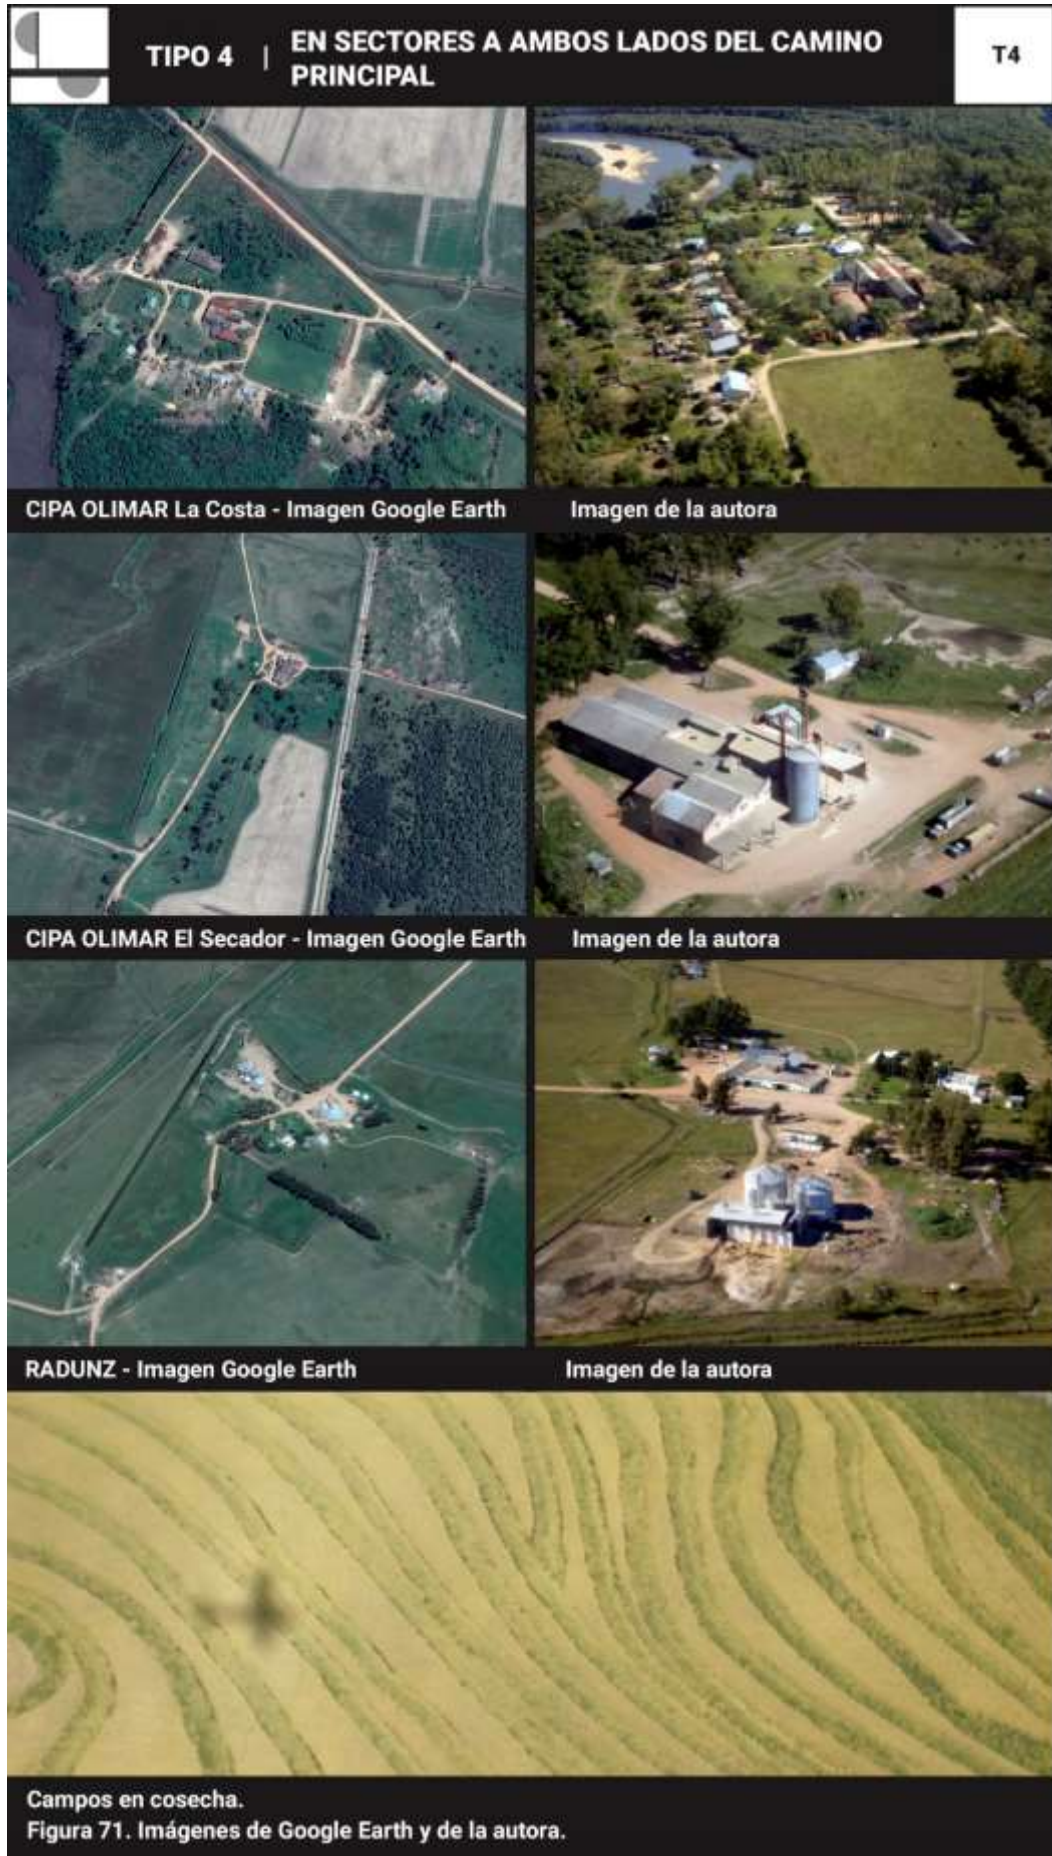 TIPO 4 | EN SECTORES A AMBOS LADOS DEL CAMINO
PRINCIPAL
T4
CIPA OLIMAR La Costa - Imagen Google Earth
Imagen de la autora
CIPA OLIMAR El Secador - Imagen Google Earth
Imagen de la autora
RADUNZ - Imagen Google Earth
Imagen de la autora
Campos en cosecha.
Figura 71. Imágenes de Google Earth y de la autora.